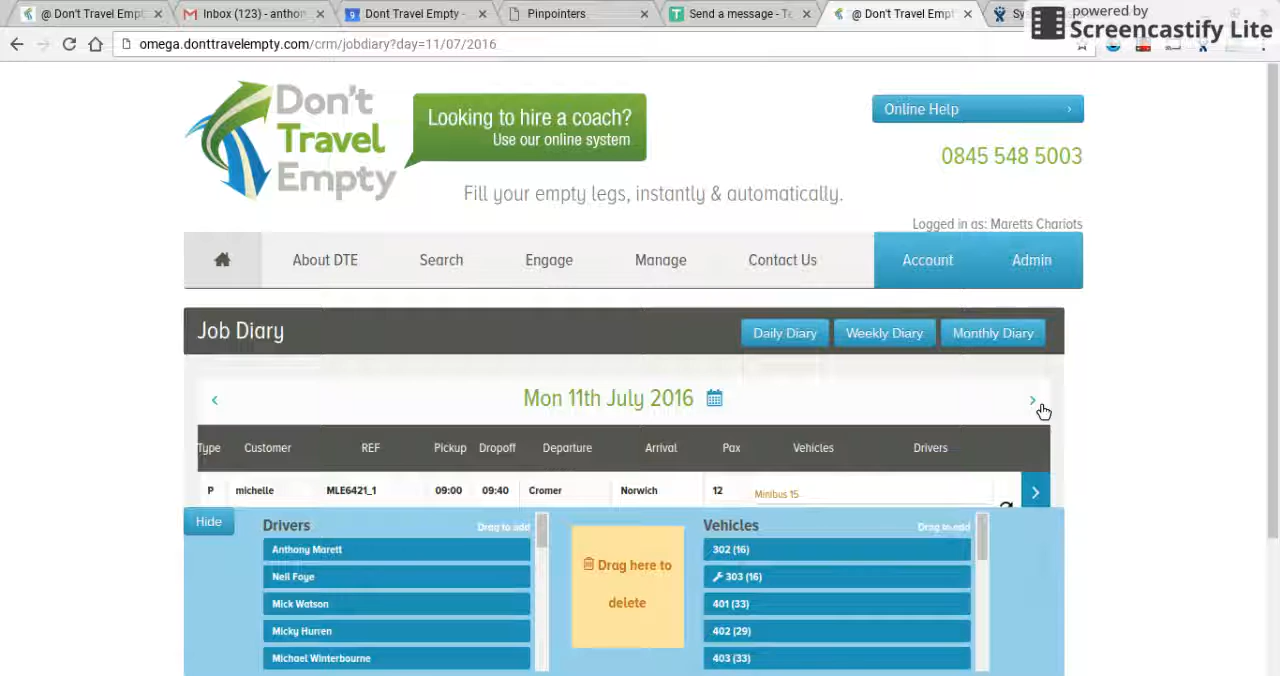 @ Don't Travel Empt
Inbox (123) - anthon
Dont Travel Empty -
Pinpointers
Send a message - Te
@ Don't Travel Empt
Sy
powered by
Screencastify Lite
omega.donttravelempty.com/crm/jobdiary?day=11/07/2016
Don't
Travel
Empty
Looking to hire a coach?
Use our online system
Online Help
0845 548 5003
Fill your empty legs, instantly & automatically.
Logged in as: Maretts Chariots
About DTE
Search
Engage
Manage
Contact Us
Account
Admin
Job Diary
Daily Diary
Weekly Diary
Monthly Diary
Mon 11th July 2016
Type Customer REF Pickup Dropoff Departure Arrival Pax Vehicles Drivers
P michelle MLE6421_1 09:00 09:40 Cromer Norwich 12 Minibus 15
Hide
Drivers
Drag to add
Anthony Marett
Neil Foye
Mick Watson
Micky Hurren
Michael Winterbourne
Drag here to
delete
Vehicles
Drag to add
302 (16)
303 (16)
401 (33)
402 (29)
403 (33)